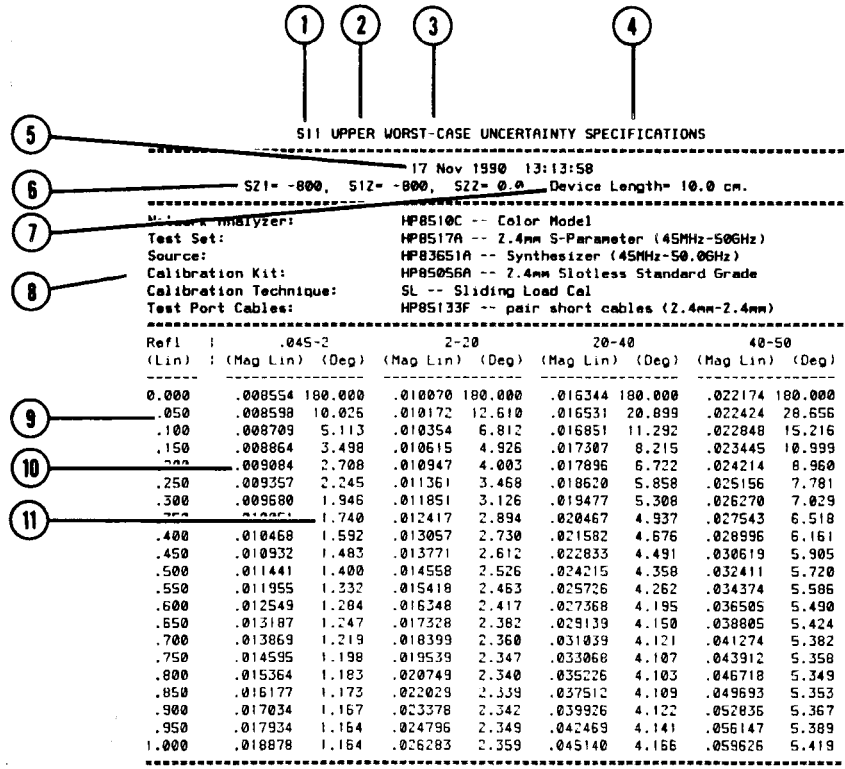 1 2 3 4
S11 UPPER WORST-CASE UNCERTAINTY SPECIFICATIONS
5
17 Nov 1990 13:13:58
6
S21= -800, S12= -800, S22= 0.0 Device Length= 10.0 cm.
7
Network Analyzer: HP8510C -- Color Model
Test Set: HP8517A -- 2.4mm S-Parameter (45MHz-50GHz)
Source: HP83651A -- Synthesizer (45MHz-50.0GHz)
8
Calibration Kit: HP85056A -- 2.4mm Slotless Standard Grade
Calibration Technique: SL -- Sliding Load Cal
Test Port Cables: HP85133F -- pair short cables (2.4mm-2.4mm)
Refl | .045-2 2-20 20-40 40-50
(Lin) | (Mag Lin) (Deg) (Mag Lin) (Deg) (Mag Lin) (Deg) (Mag Lin) (Deg)
0.000 .008554 180.000 .010070 180.000 .016344 180.000 .022174 180.000
9 .050 .008598 10.026 .010172 12.610 .016531 20.899 .022424 28.656
.100 .008709 5.113 .010354 6.812 .016851 11.292 .022848 15.216
.150 .008864 3.498 .010615 4.926 .017307 8.215 .023445 10.999
10 .009084 2.708 .010947 4.003 .017896 6.722 .024214 8.960
.250 .009357 2.245 .011361 3.468 .018620 5.858 .025156 7.781
.300 .009680 1.946 .011851 3.126 .019477 5.308 .026270 7.029
11 1.740 .012417 2.894 .020467 4.937 .027543 6.518
.400 .010468 1.592 .013057 2.730 .021582 4.676 .028996 6.161
.450 .010932 1.483 .013771 2.612 .022833 4.491 .030619 5.905
.500 .011441 1.400 .014558 2.526 .024215 4.358 .032411 5.720
.550 .011955 1.332 .015418 2.463 .025726 4.262 .034374 5.586
.600 .012549 1.284 .016348 2.417 .027368 4.195 .036505 5.490
.650 .013187 1.247 .017328 2.382 .029139 4.150 .038805 5.424
.700 .013869 1.219 .018399 2.360 .031039 4.121 .041274 5.382
.750 .014595 1.198 .019539 2.347 .033068 4.107 .043912 5.358
.800 .015364 1.183 .020749 2.340 .035226 4.103 .046718 5.349
.850 .016177 1.173 .022029 2.339 .037512 4.109 .049693 5.353
.900 .017034 1.167 .023378 2.342 .039926 4.122 .052836 5.367
.950 .017934 1.164 .024796 2.349 .042469 4.141 .056147 5.389
1.000 .018878 1.164 .026283 2.359 .045140 4.166 .059626 5.419